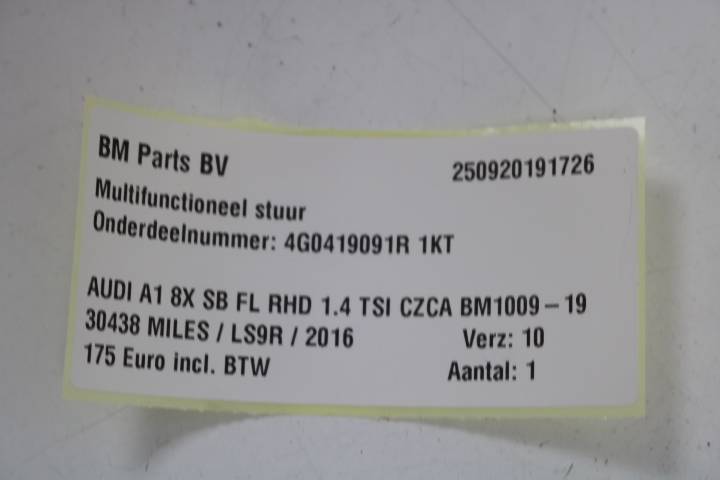 BM Parts BV 250920191726
Multifunctioneel stuur
Onderdeelnummer: 4G0419091R 1KT
AUDI A1 8X SB FL RHD 1.4 TSI CZCA BM1009 – 19
30438 MILES / LS9R / 2016 Verz: 10
175 Euro incl. BTW Aantal: 1